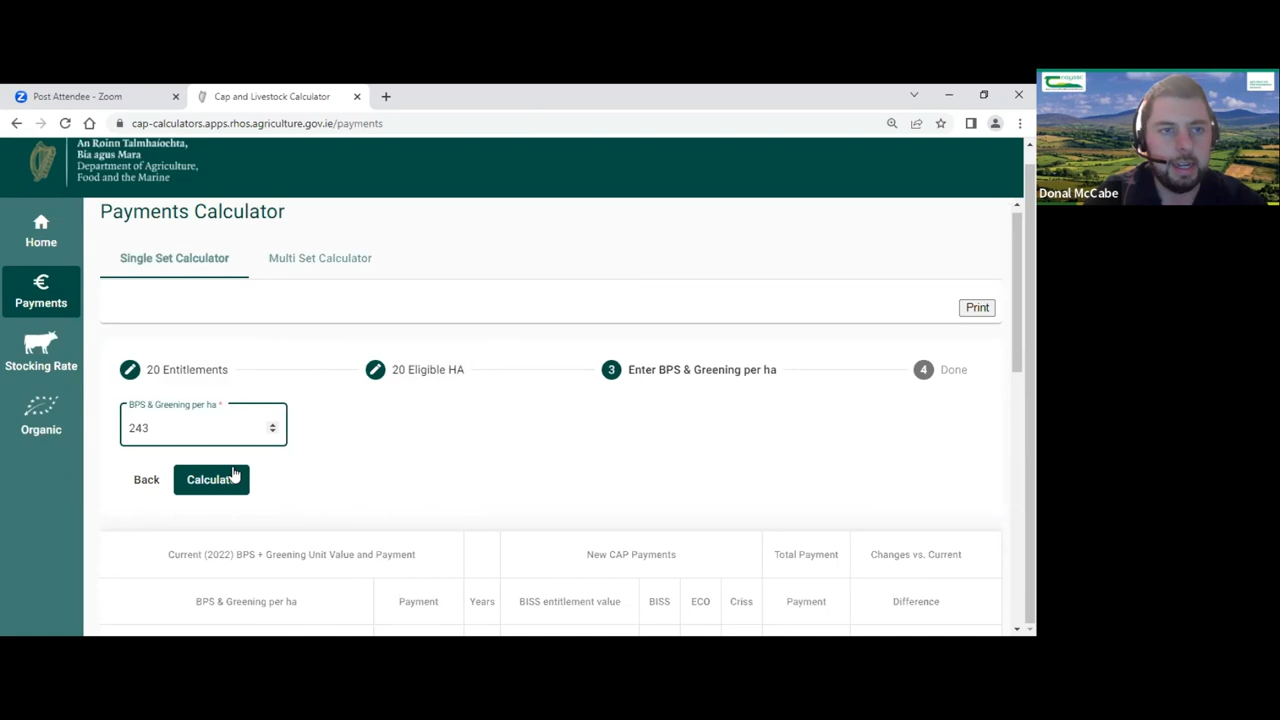 Post Attendee - Zoom
Cap and Livestock Calculator
cap-calculators.apps.rhos.agriculture.gov.ie/payments
An Roinn Talmhaíochta,
Bia agus Mara
Department of Agriculture,
Food and the Marine
Home
Payments
Stocking Rate
Organic
Payments Calculator
Single Set Calculator
Multi Set Calculator
Print
20 Entitlements
20 Eligible HA
3 Enter BPS & Greening per ha
4 Done
BPS & Greening per ha *
243
Back
Calculat
Current (2022) BPS + Greening Unit Value and Payment
New CAP Payments
Total Payment
Changes vs. Current
BPS & Greening per ha
Payment
Years
BISS entitlement value
BISS
ECO
Criss
Payment
Difference
Donal McCabe